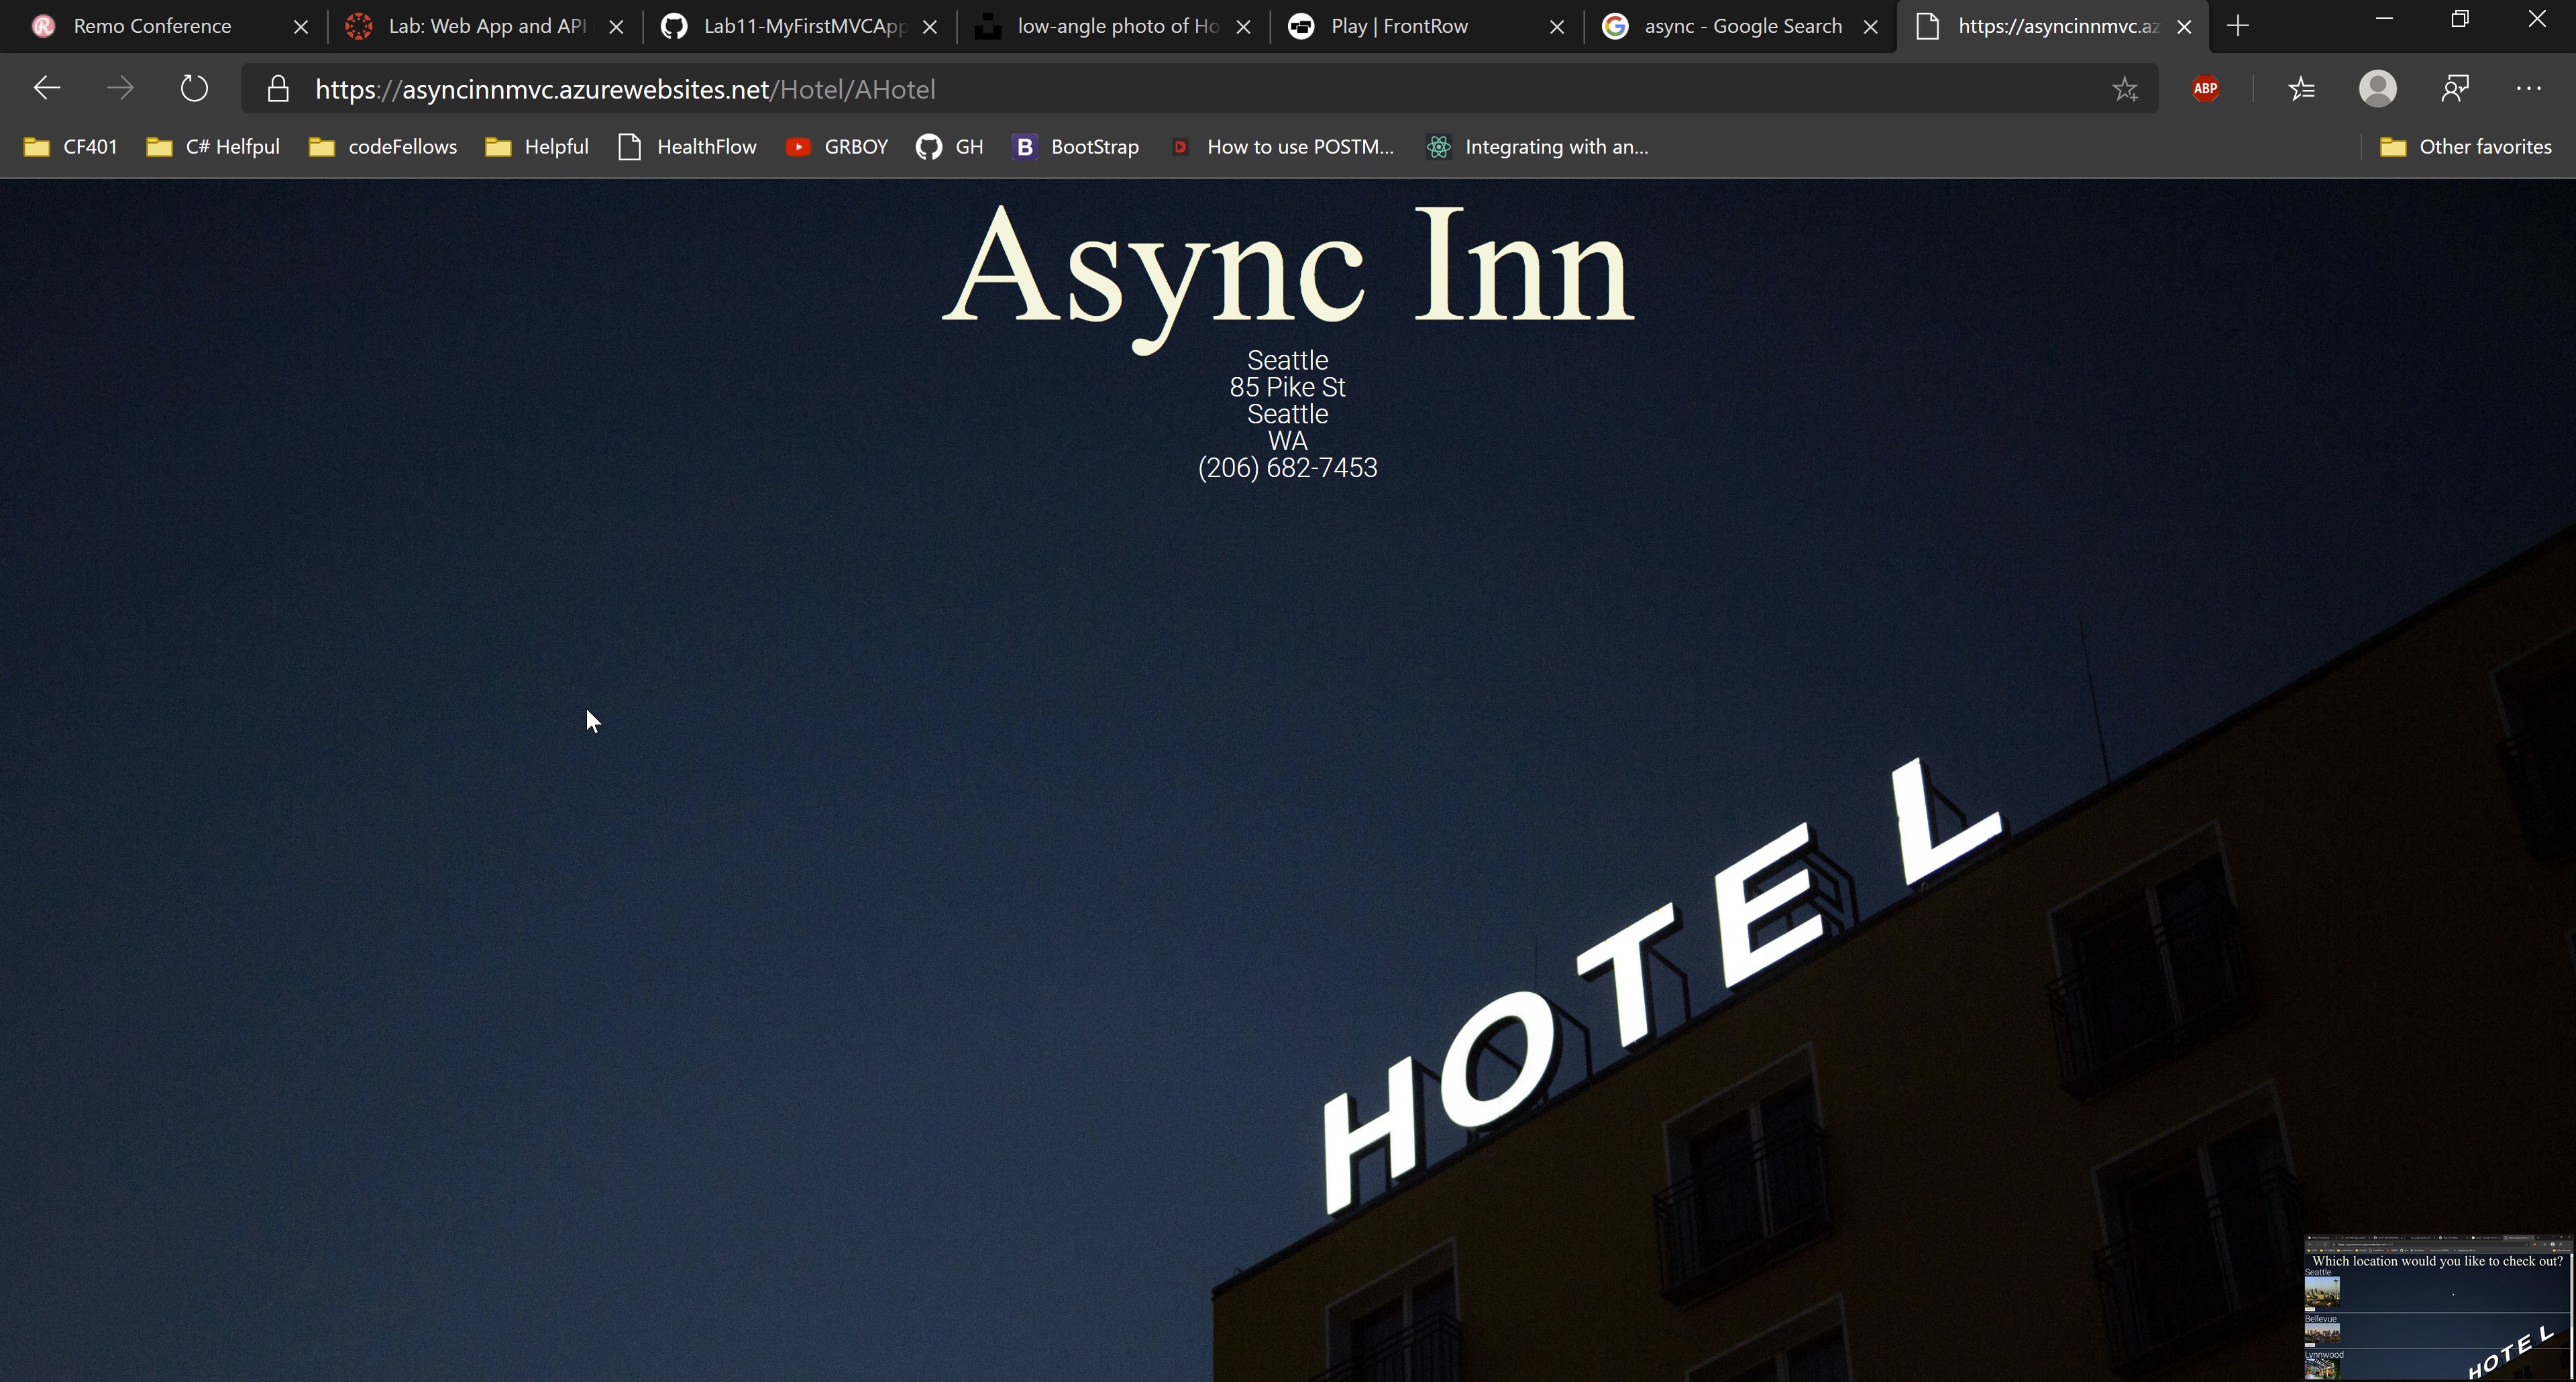 Remo Conference
Lab: Web App and API
Lab11-MyFirstMVCApp
low-angle photo of Ho
Play | FrontRow
async - Google Search
https://asyncinnmvc.az
https://asyncinnmvc.azurewebsites.net/Hotel/AHotel
ABP
CF401
C# Helfpul
codeFellows
Helpful
HealthFlow
GRBOY
GH
B BootStrap
How to use POSTM...
Integrating with an...
Other favorites
Async Inn
Seattle
85 Pike St
Seattle
WA
(206) 682-7453
HOTEL
Which location would you like to check out?
Seattle
Bellevue
Lynnwood
HOTEL